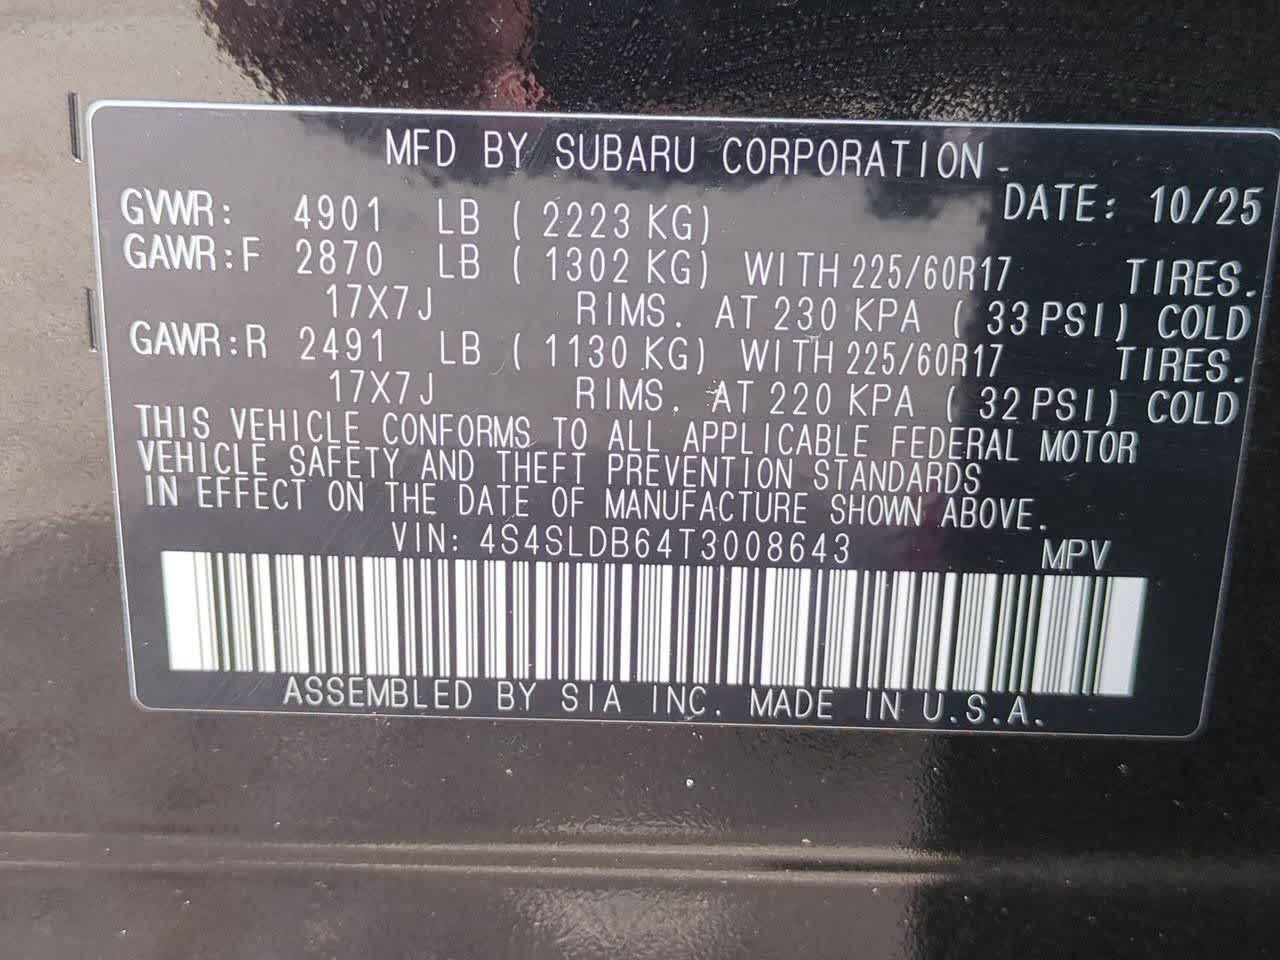 MFD BY SUBARU CORPORATION
DATE: 10/25
GVWR: 4901 LB ( 2223 KG)
GAWR:F 2870 LB ( 1302 KG) WITH 225/60R17 TIRES.
17X7J RIMS. AT 230 KPA ( 33 PSI) COLD
GAWR:R 2491 LB ( 1130 KG) WITH 225/60R17 TIRES.
17X7J RIMS. AT 220 KPA ( 32 PSI) COLD
THIS VEHICLE CONFORMS TO ALL APPLICABLE FEDERAL MOTOR
VEHICLE SAFETY AND THEFT PREVENTION STANDARDS
IN EFFECT ON THE DATE OF MANUFACTURE SHOWN ABOVE.
VIN: 4S4SLDB64T3008643 MPV
ASSEMBLED BY SIA INC. MADE IN U.S.A.